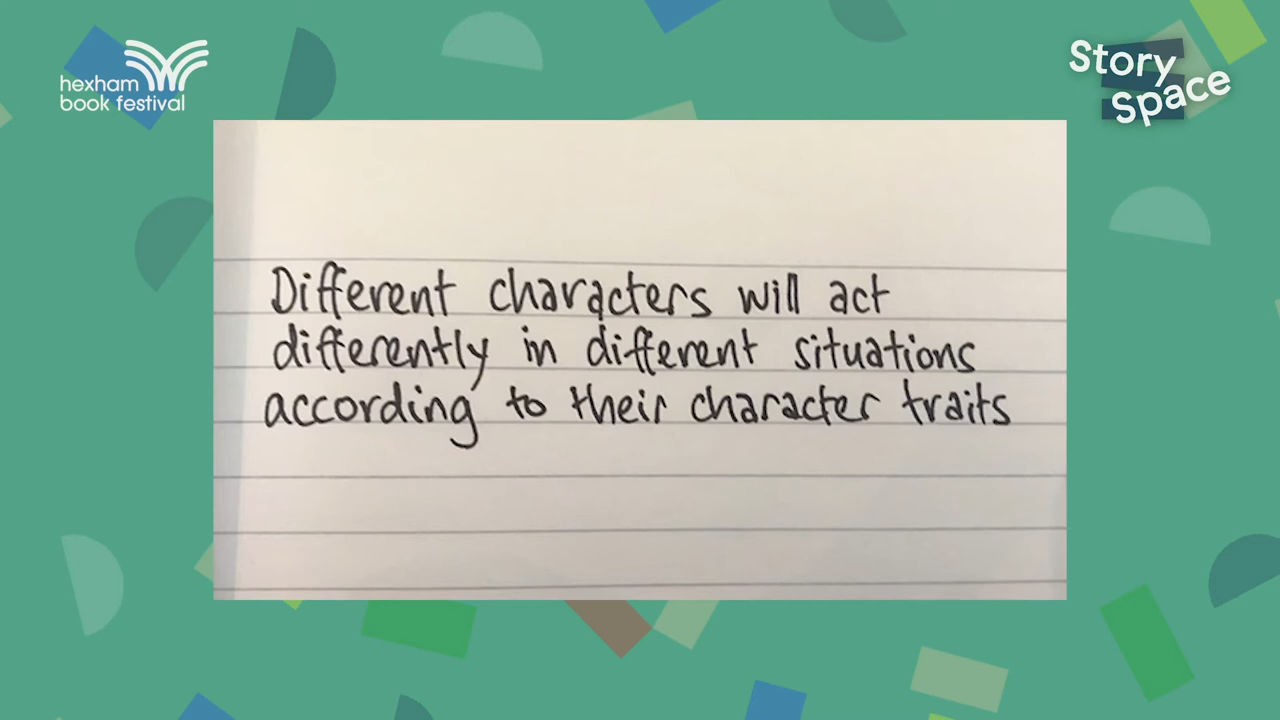 hexham
book festival
Story
Space
Different characters will act
differently in different situations
according to their character traits